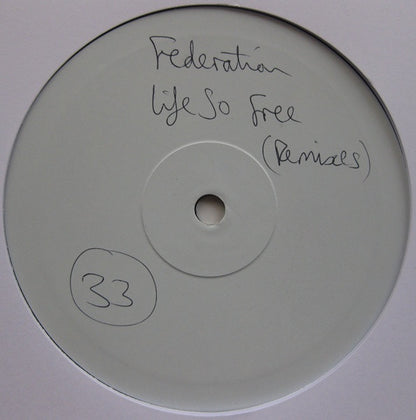 Federation
Life So Free
(Remixes)
33